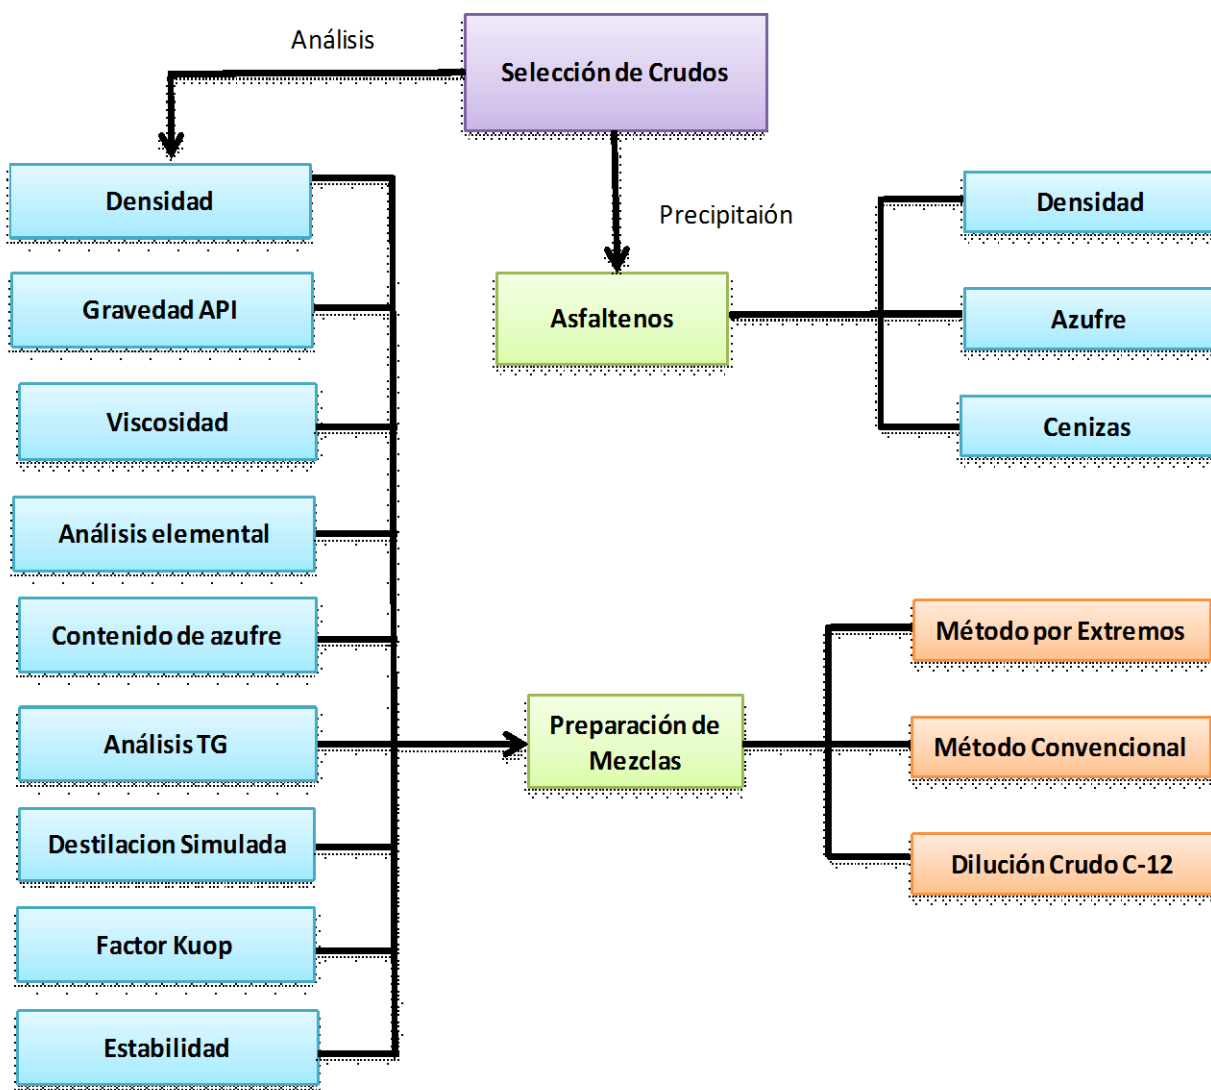 Análisis
Selección de Crudos
Precipitaión
Densidad
Gravedad API
Viscosidad
Análisis elemental
Contenido de azufre
Análisis TG
Destilacion Simulada
Factor Kuop
Estabilidad
Asfaltenos
Densidad
Azufre
Cenizas
Preparación de
Mezclas
Método por Extremos
Método Convencional
Dilución Crudo C-12